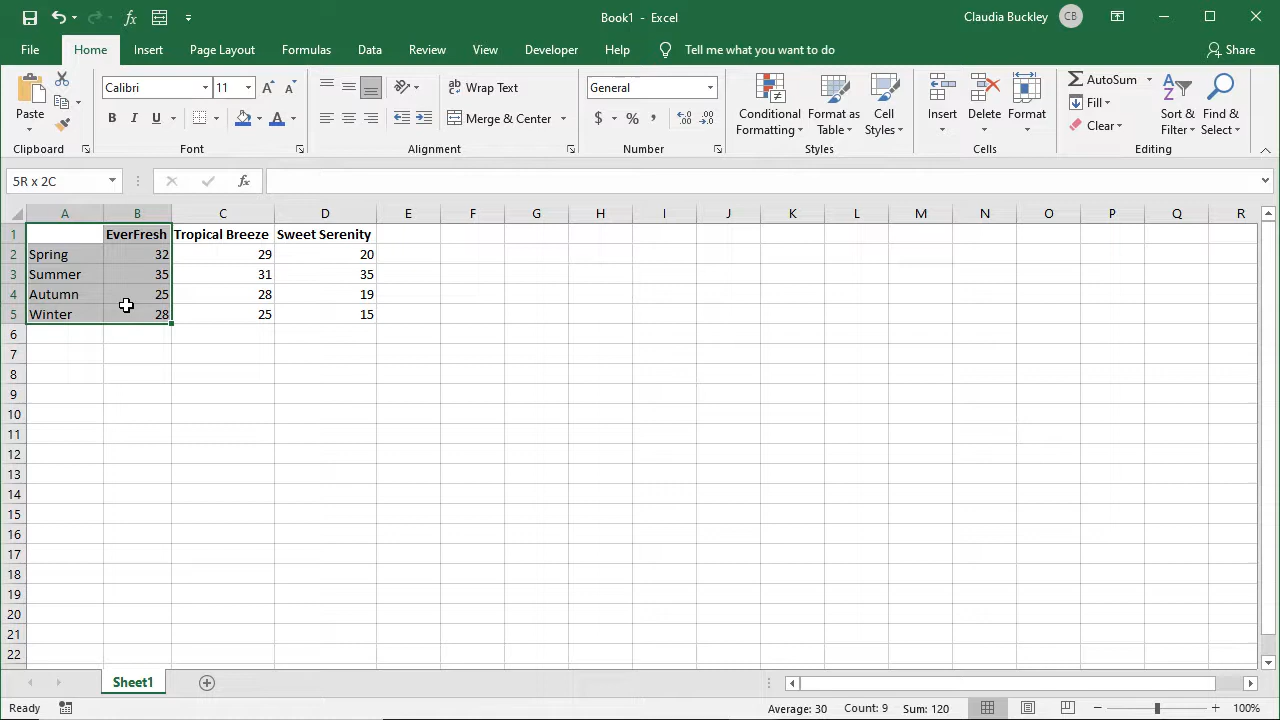 Book1 - Excel
Claudia Buckley
CB
File Home Insert Page Layout Formulas Data Review View Developer Help Tell me what you want to do Share
Paste
Clipboard
Calibri 11
B I U
Font
Wrap Text
Merge & Center
Alignment
General
$ % ,
Number
Conditional Formatting
Format as Table
Cell Styles
Styles
Insert Delete Format
Cells
AutoSum
Fill
Clear
Sort & Filter
Find & Select
Editing
5R x 2C fx
A B C D E F G H I J K L M N O P Q R
1 EverFresh Tropical Breeze Sweet Serenity
2 Spring 32 29 20
3 Summer 35 31 35
4 Autumn 25 28 19
5 Winter 28 25 15
6
7
8
9
10
11
12
13
14
15
16
17
18
19
20
21
22
Sheet1
Ready Average: 30 Count: 9 Sum: 120 100%